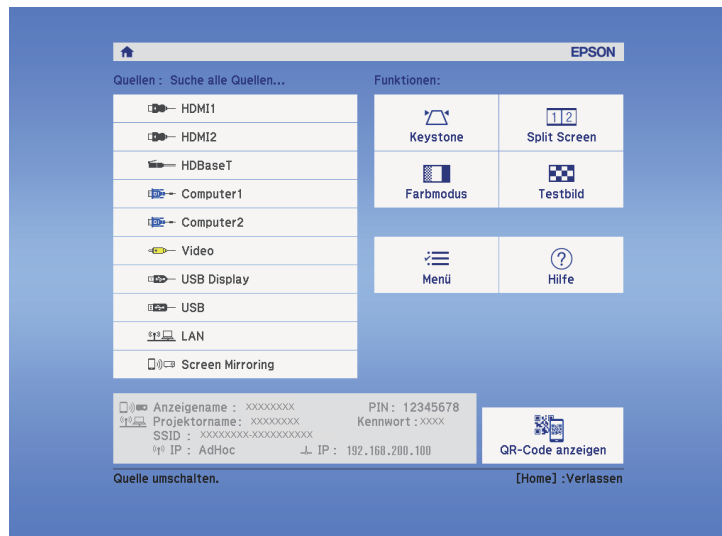 EPSON
Quellen : Suche alle Quellen...
HDMI1
HDMI2
HDBaseT
Computer1
Computer2
Video
USB Display
USB
LAN
Screen Mirroring
Funktionen:
Keystone
1 2
Split Screen
Farbmodus
Testbild
Menü
Hilfe
Anzeigename : XXXXXXXX PIN : 12345678
Projektorname: XXXXXXXX Kennwort : XXXX
SSID : XXXXXXXX-XXXXXXXXXX
IP : AdHoc IP : 192.168.200.100
QR-Code anzeigen
Quelle umschalten. [Home] :Verlassen